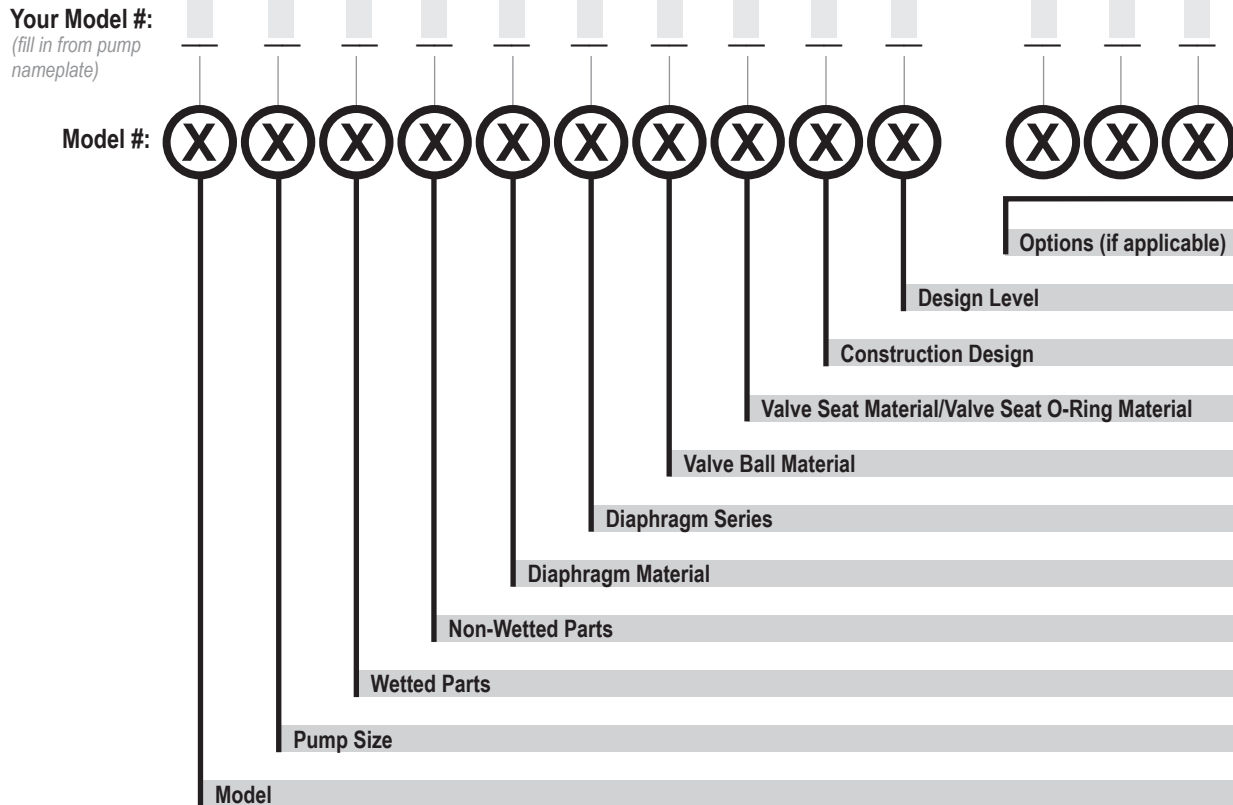 Your Model #:
(fill in from pump
nameplate)
Model #: X X X X X X X X X X X X X
Options (if applicable)
Design Level
Construction Design
Valve Seat Material/Valve Seat O-Ring Material
Valve Ball Material
Diaphragm Series
Diaphragm Material
Non-Wetted Parts
Wetted Parts
Pump Size
Model